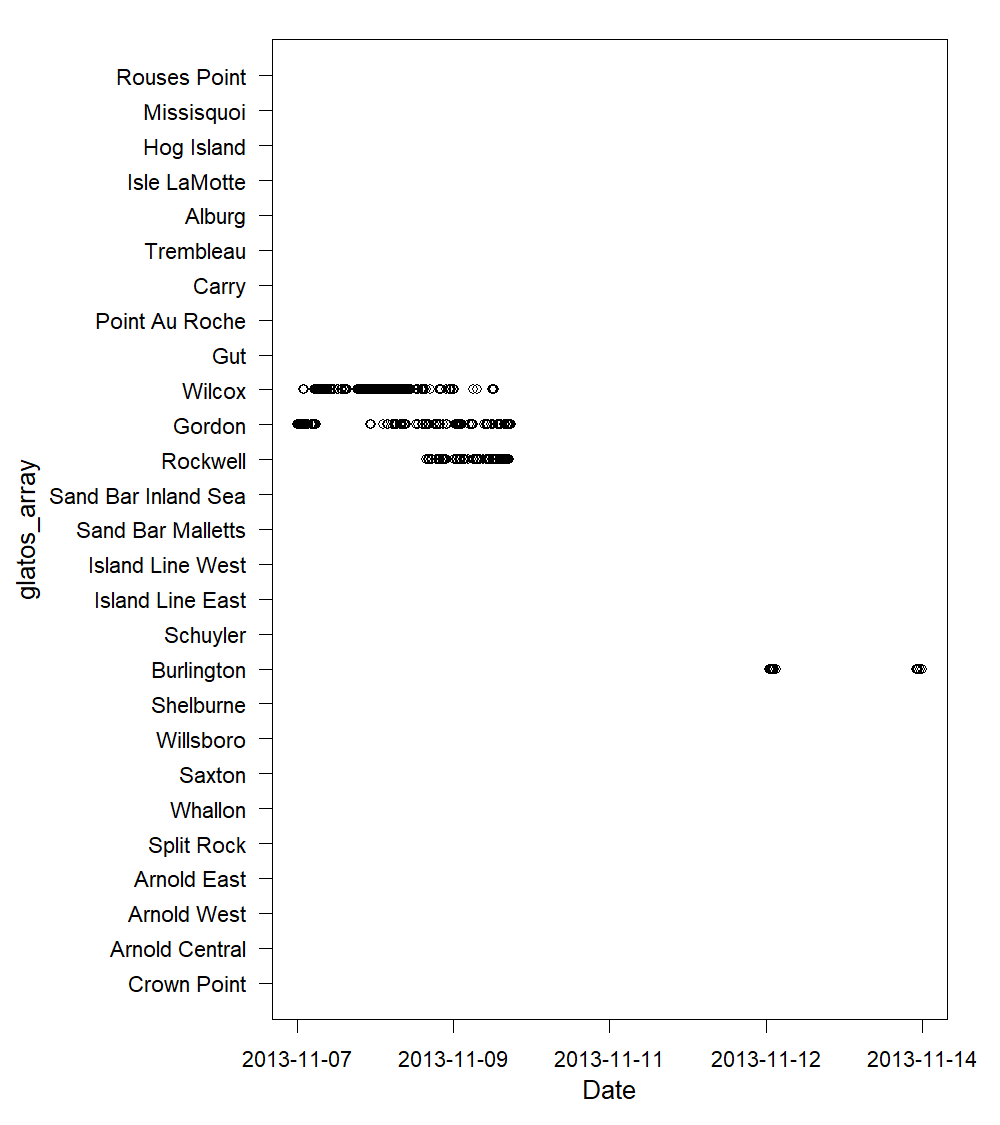 Rouses Point
Missisquoi
Hog Island
Isle LaMotte
Alburg
Trembleau
Carry
Point Au Roche
Gut
Wilcox
Gordon
Rockwell
Sand Bar Inland Sea
Sand Bar Malletts
Island Line West
Island Line East
Schuyler
Burlington
Shelburne
Willsboro
Saxton
Whallon
Split Rock
Arnold East
Arnold West
Arnold Central
Crown Point
glatos_array
2013-11-07 2013-11-09 2013-11-11 2013-11-12 2013-11-14
Date